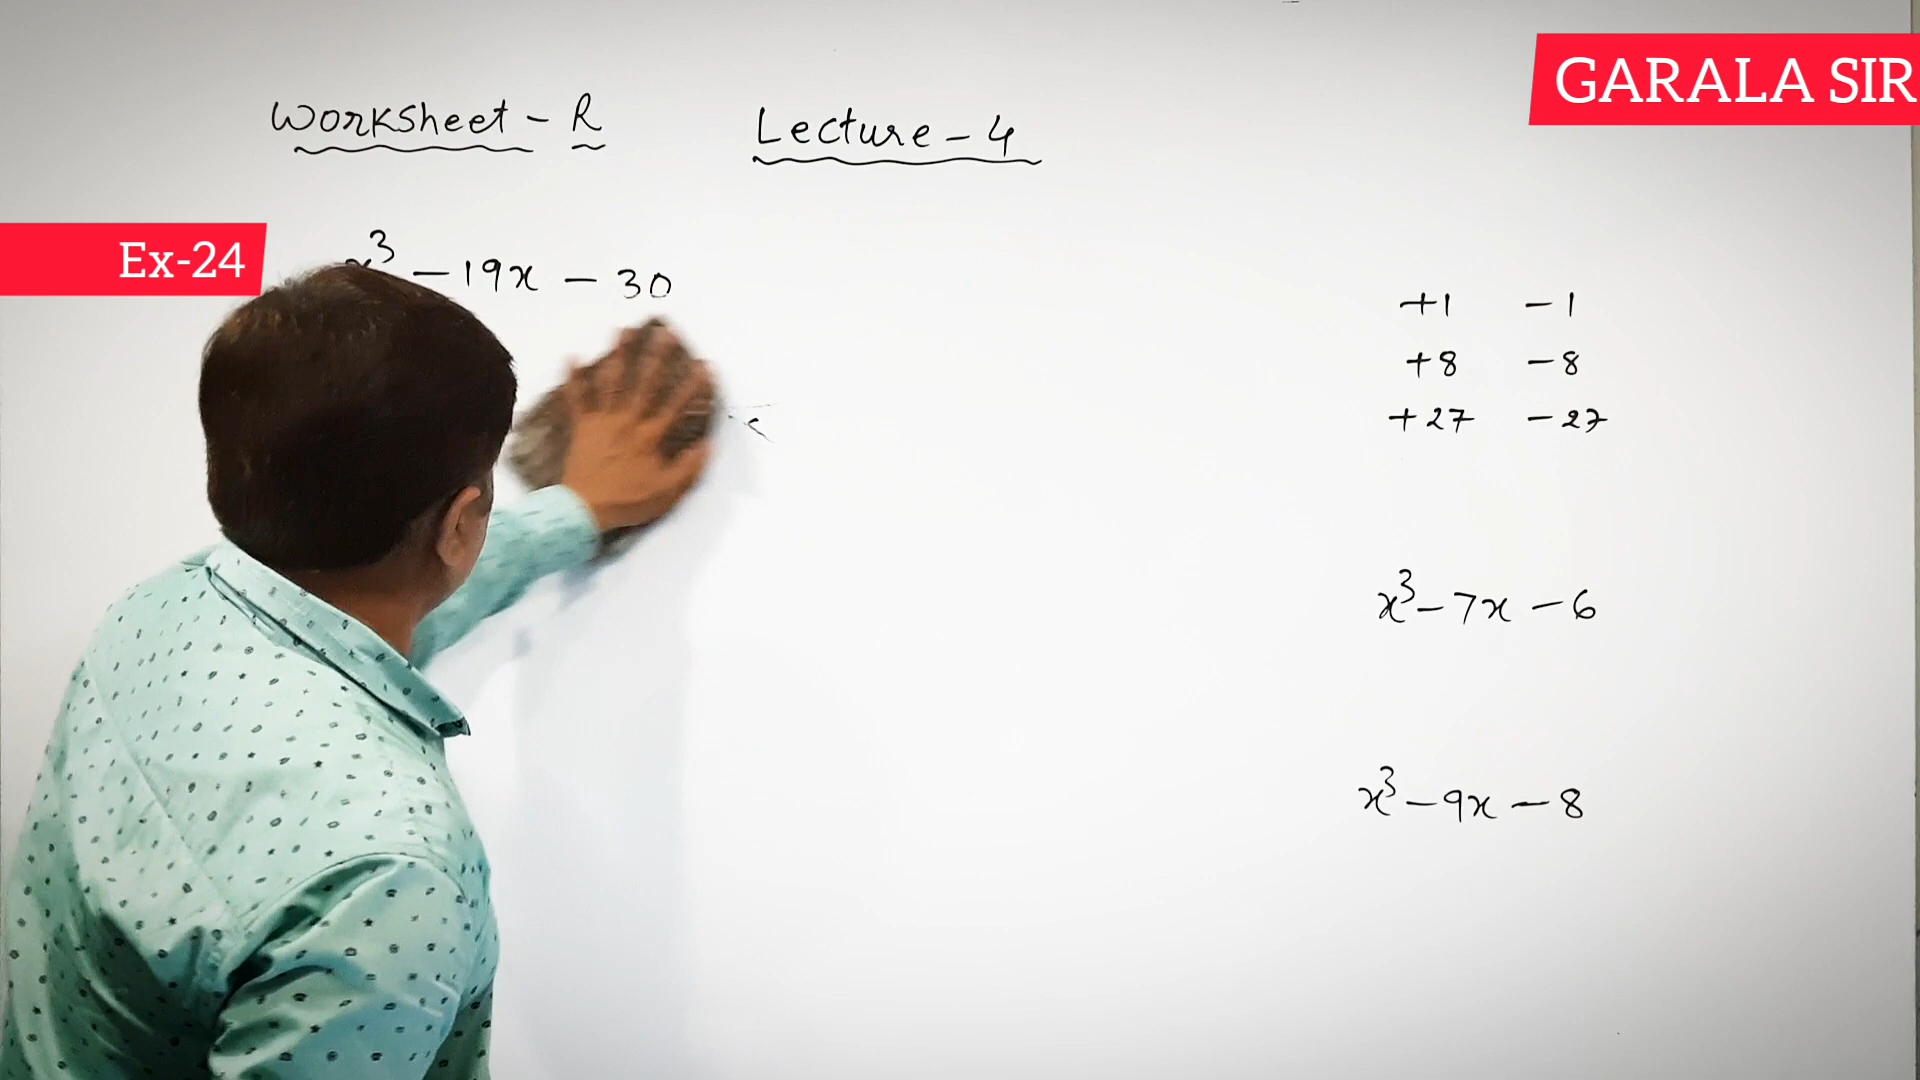 GARALA SIR
Worksheet - R Lecture - 4
Ex-24
x³ - 19x - 30
+1 -1
+8 -8
+27 -27
x³ - 7x - 6
x³ - 9x - 8